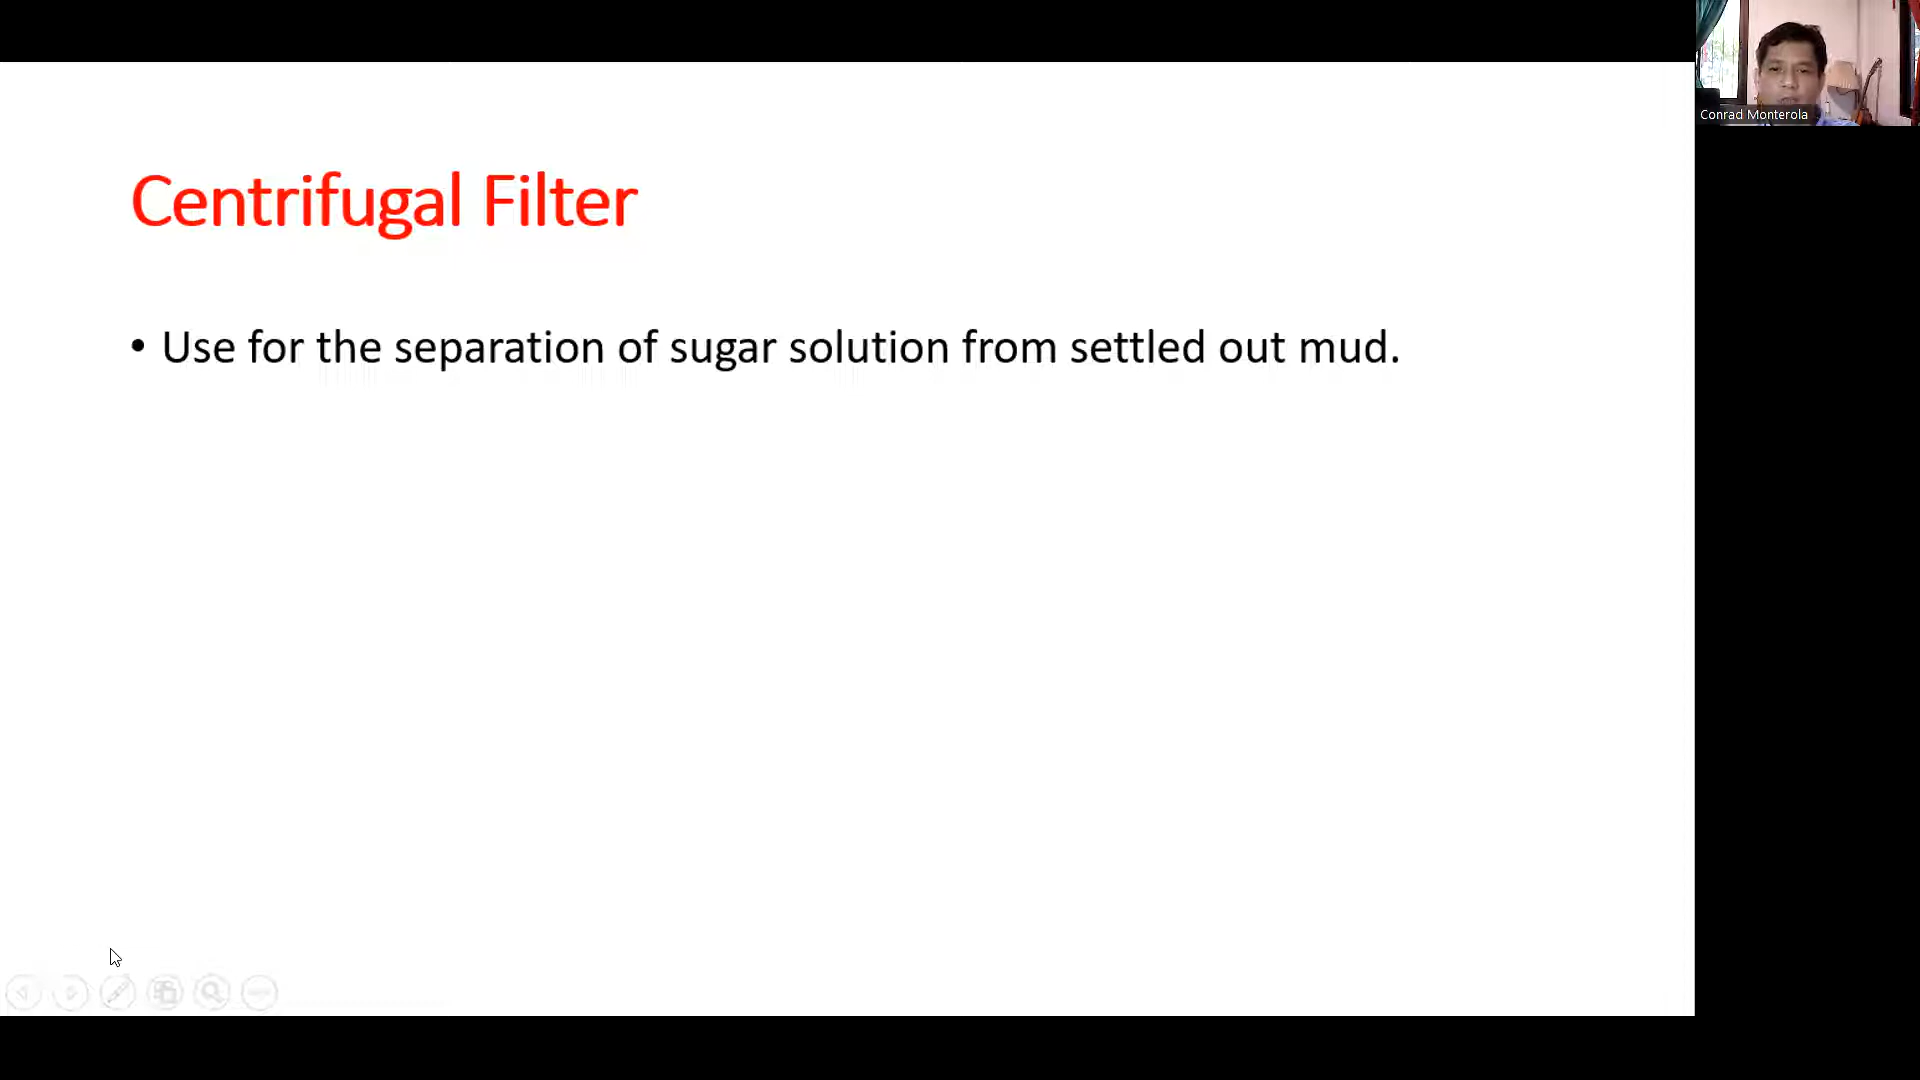 Conrad Monterola
Centrifugal Filter
• Use for the separation of sugar solution from settled out mud.